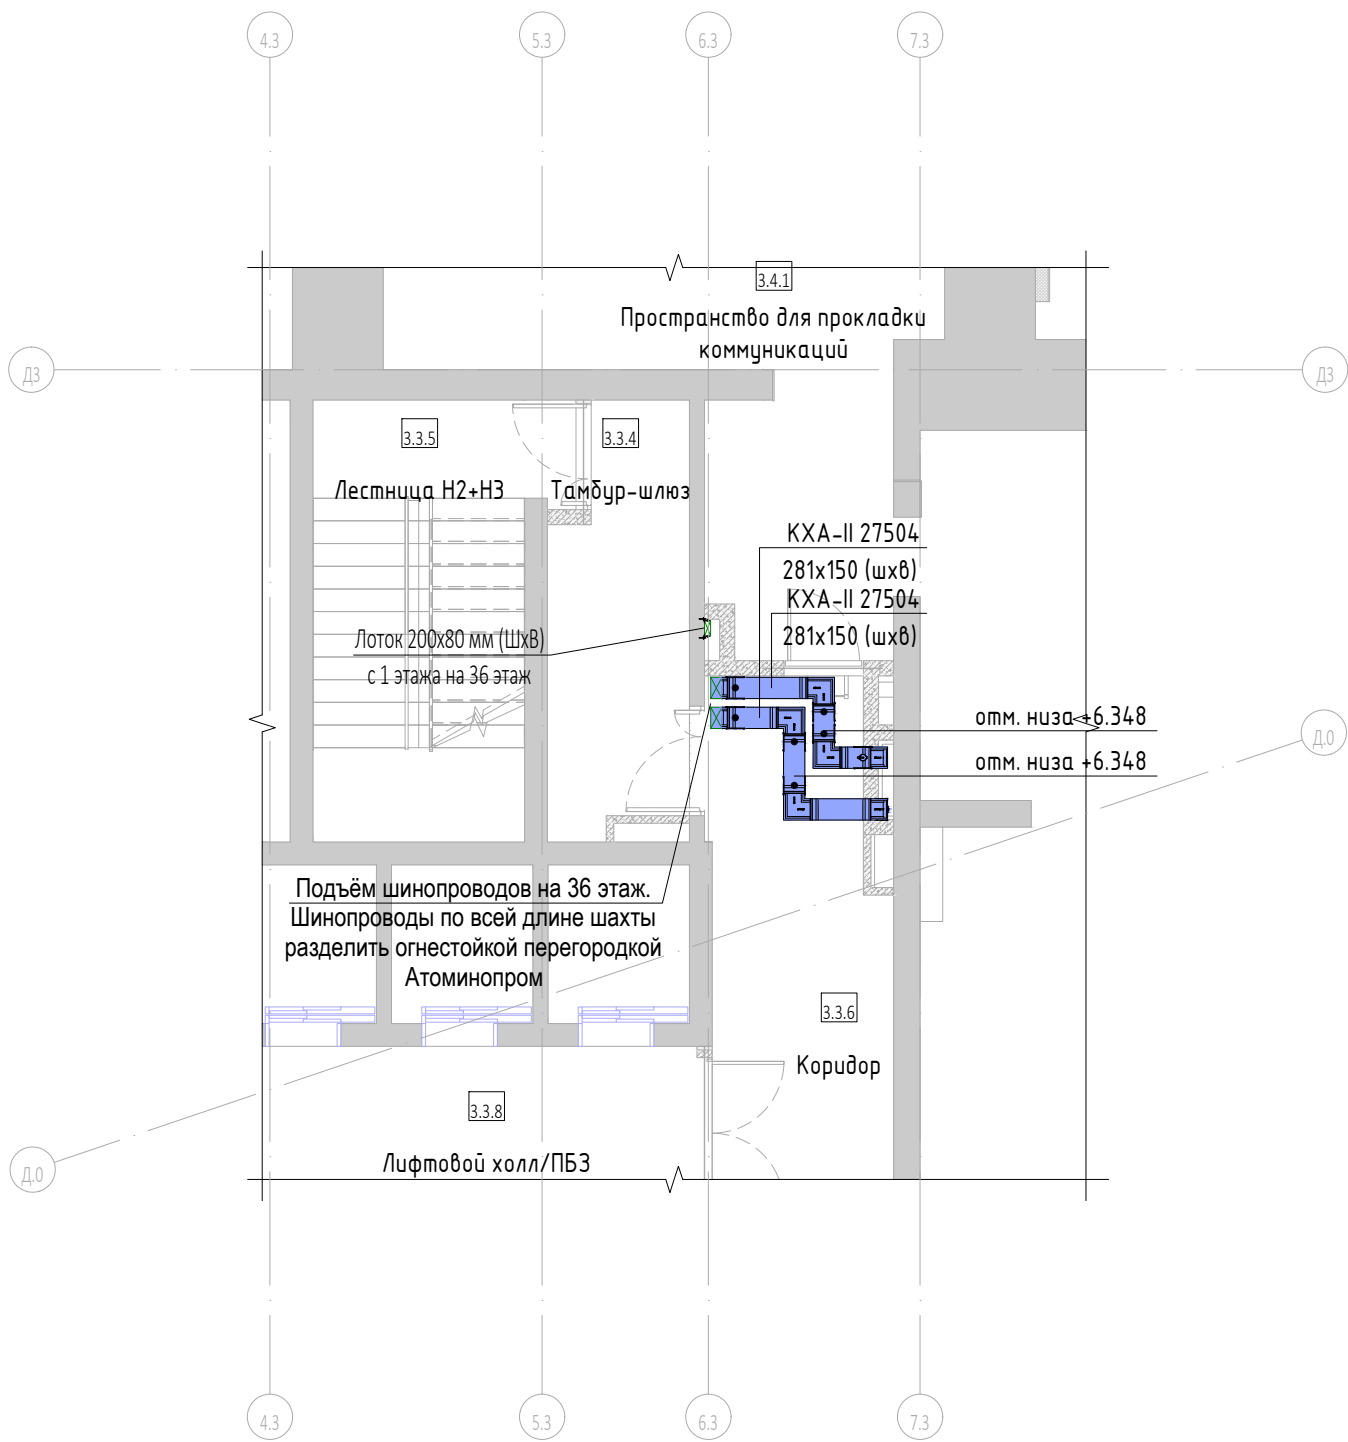 4.3
5.3
6.3
7.3
3.4.1
Пространство для прокладки
коммуникаций
Д3
Д3
3.3.5
3.3.4
Лестница Н2+Н3
Тамбур-шлюз
КХА-II 27504
281х150 (шхв)
КХА-II 27504
281х150 (шхв)
Лоток 200х80 мм (ШхВ)
с 1 этажа на 36 этаж
отм. низа +6.348
Д.0
отм. низа +6.348
Подъём шинопроводов на 36 этаж.
Шинопроводы по всей длине шахты
разделить огнестойкой перегородкой
Атоминопром
3.3.6
Коридор
3.3.8
Лифтовой холл/ПБЗ
Д.0
4.3
5.3
6.3
7.3